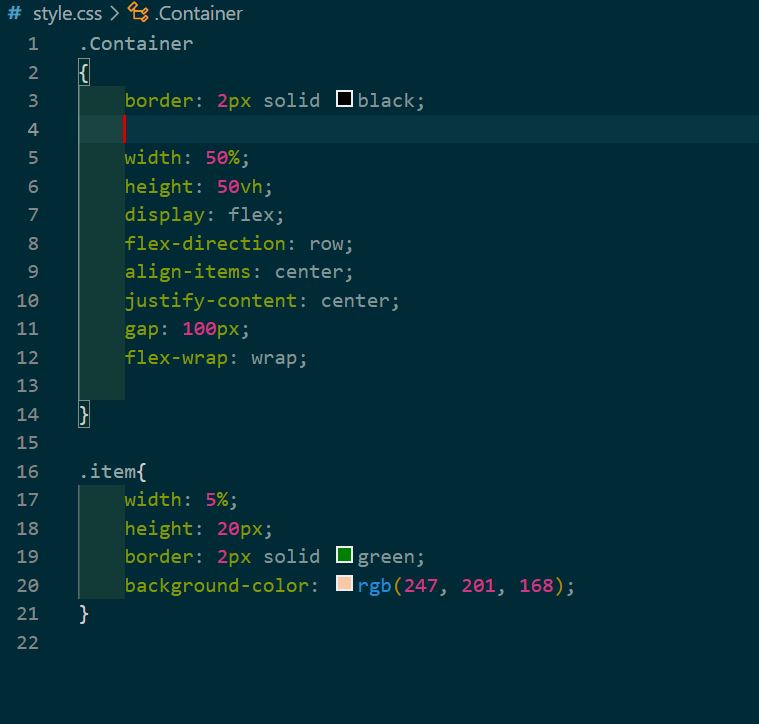 # style.css > .Container
1 .Container
2 {
3     border: 2px solid black;
4
5     width: 50%;
6     height: 50vh;
7     display: flex;
8     flex-direction: row;
9     align-items: center;
10     justify-content: center;
11     gap: 100px;
12     flex-wrap: wrap;
13
14 }
15
16 .item{
17     width: 5%;
18     height: 20px;
19     border: 2px solid green;
20     background-color: rgb(247, 201, 168);
21 }
22